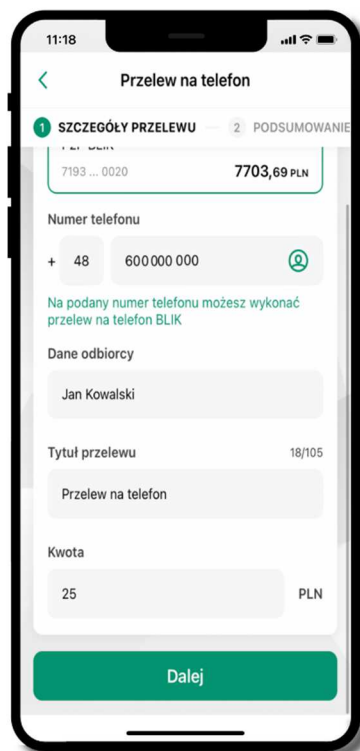 11:18
Przelew na telefon
1 SZCZEGÓŁY PRZELEWU 2 PODSUMOWANIE
BLIK
7193 ... 0020 7703,69 PLN
Numer telefonu
+ 48 600 000 000
Na podany numer telefonu możesz wykonać
przelew na telefon BLIK
Dane odbiorcy
Jan Kowalski
Tytuł przelewu 18/105
Przelew na telefon
Kwota
25 PLN
Dalej